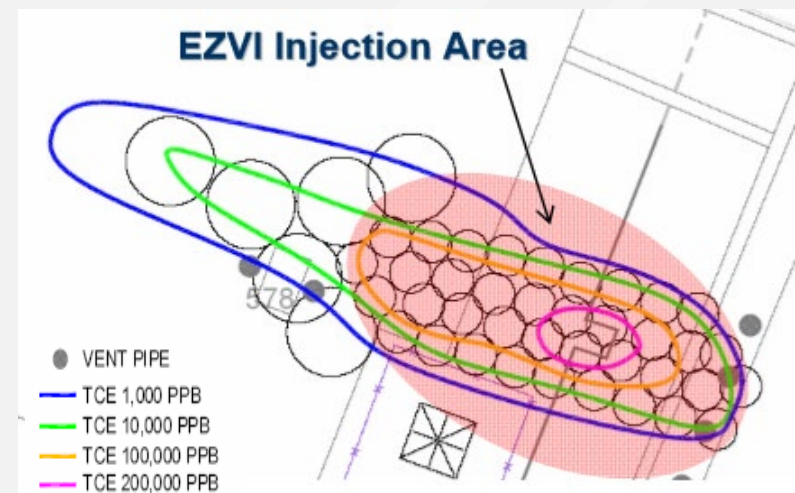 EZVI Injection Area
578
VENT PIPE
TCE 1,000 PPB
TCE 10,000 PPB
TCE 100,000 PPB
TCE 200,000 PPB